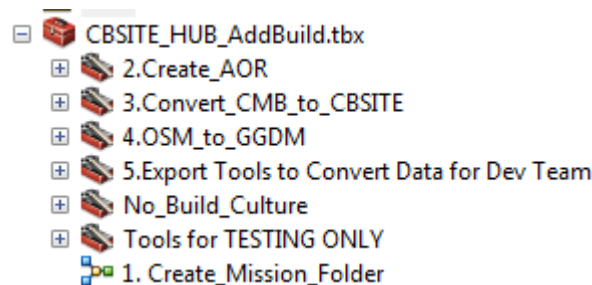 CBSITE_HUB_AddBuild.tbx
2.Create_AOR
3.Convert_CMB_to_CBSITE
4.OSM_to_GGDM
5.Export Tools to Convert Data for Dev Team
No_Build_Culture
Tools for TESTING ONLY
1. Create_Mission_Folder